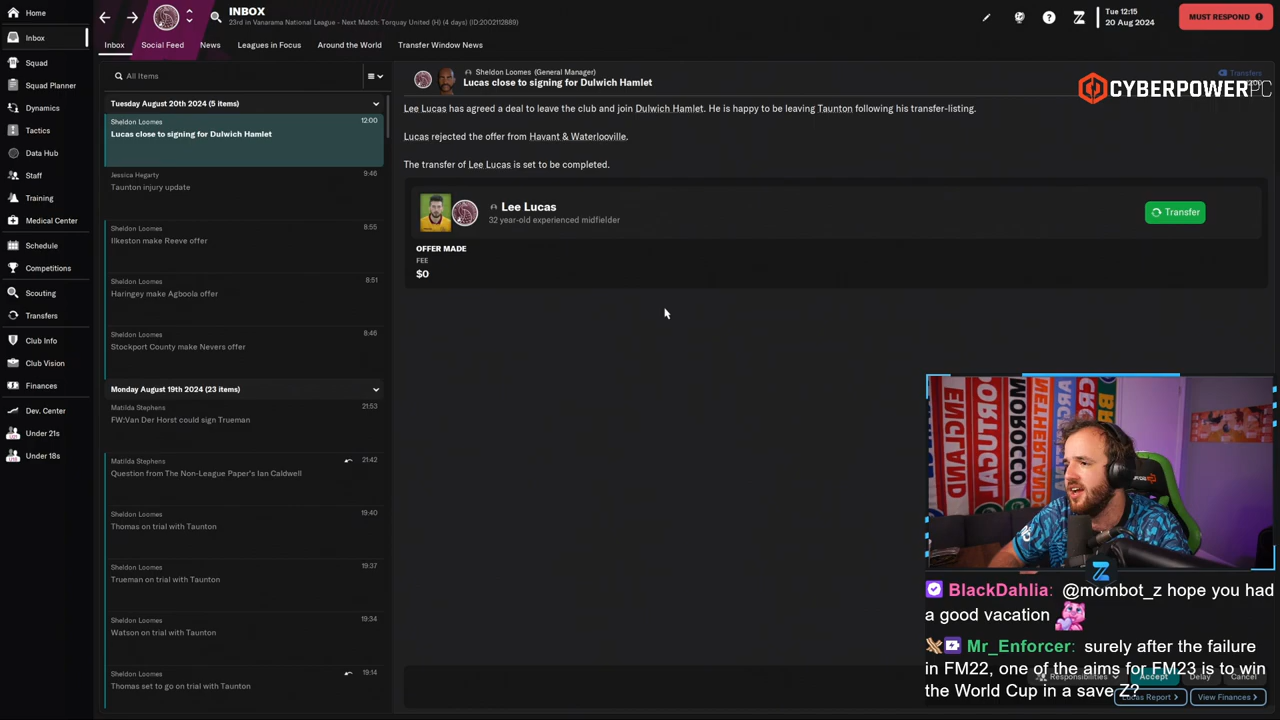 Home
Inbox
Squad
Squad Planner
Dynamics
Tactics
Data Hub
Staff
Training
Medical Center
Schedule
Competitions
Scouting
Transfers
Club Info
Club Vision
Finances
Dev. Center
Under 21s
Under 18s
INBOX
23rd in Vanarama National League - Next Match: Torquay United (H) (4 days) (ID:2002112889)
Tue 12:15
20 Aug 2024
MUST RESPOND
Inbox
Social Feed
News
Leagues in Focus
Around the World
Transfer Window News
All Items
Tuesday August 20th 2024 (5 items)
Sheldon Loomes 12:00
Lucas close to signing for Dulwich Hamlet
Jessica Hegarty 9:46
Taunton injury update
Sheldon Loomes 8:55
Ilkeston make Reeve offer
Sheldon Loomes 8:51
Haringey make Agboola offer
Sheldon Loomes 8:46
Stockport County make Nevers offer
Monday August 19th 2024 (23 items)
Matilda Stephens 21:53
FW:Van Der Horst could sign Trueman
Matilda Stephens 21:42
Question from The Non-League Paper's Ian Caldwell
Sheldon Loomes 19:40
Thomas on trial with Taunton
Sheldon Loomes 19:37
Trueman on trial with Taunton
Sheldon Loomes 19:34
Watson on trial with Taunton
Sheldon Loomes 19:14
Thomas set to go on trial with Taunton
Sheldon Loomes (General Manager)
Lucas close to signing for Dulwich Hamlet
Transfers
CYBERPOWERPC
Lee Lucas has agreed a deal to leave the club and join Dulwich Hamlet. He is happy to be leaving Taunton following his transfer-listing.
Lucas rejected the offer from Havant & Waterlooville.
The transfer of Lee Lucas is set to be completed.
Lee Lucas
32 year-old experienced midfielder
Transfer
OFFER MADE
FEE
$0
ENGLAND
PORTUGAL
MOROCCO
NETHERLANDS
BlackDahlia: @mombot_z hope you had
a good vacation
Mr_Enforcer: surely after the failure
in FM22, one of the aims for FM23 is to win
the World Cup in a save Z?
Responsibilities
Accept
Delay
Cancel
Lucas Report
View Finances